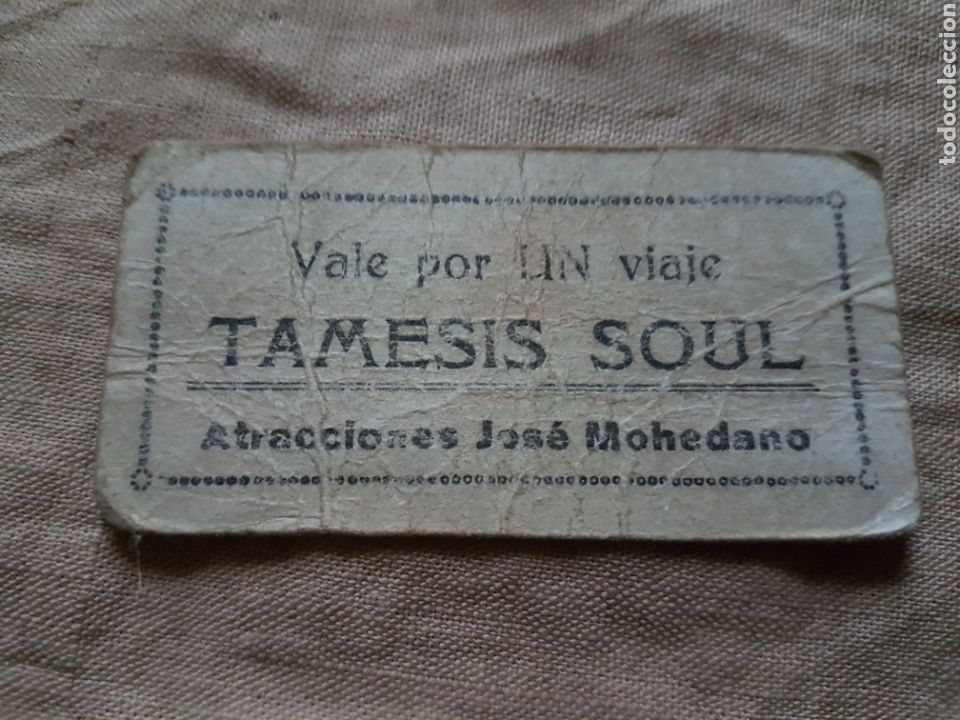 Vale por UN viaje
TAMESIS SOUL
Atracciones José Mohedano
todocoleccion